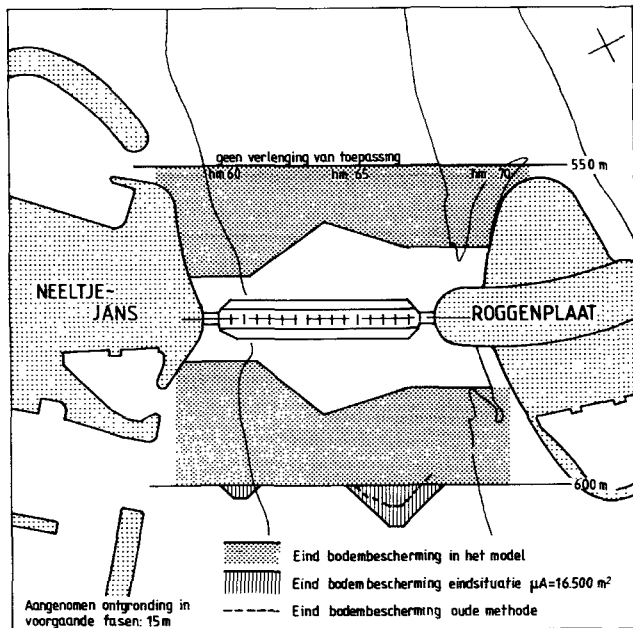 geen verlenging van toepassing
550 m
hm 60
hm 65
hm 70
NEELTJE-
JANS
ROGGENPLAAT
600 m
Eind bodembescherming in het model
Eind bodembescherming eindsituatie µA=16.500 m²
Eind bodembescherming oude methode
Aangenomen ontgronding in
voorgaande fasen: 15 m